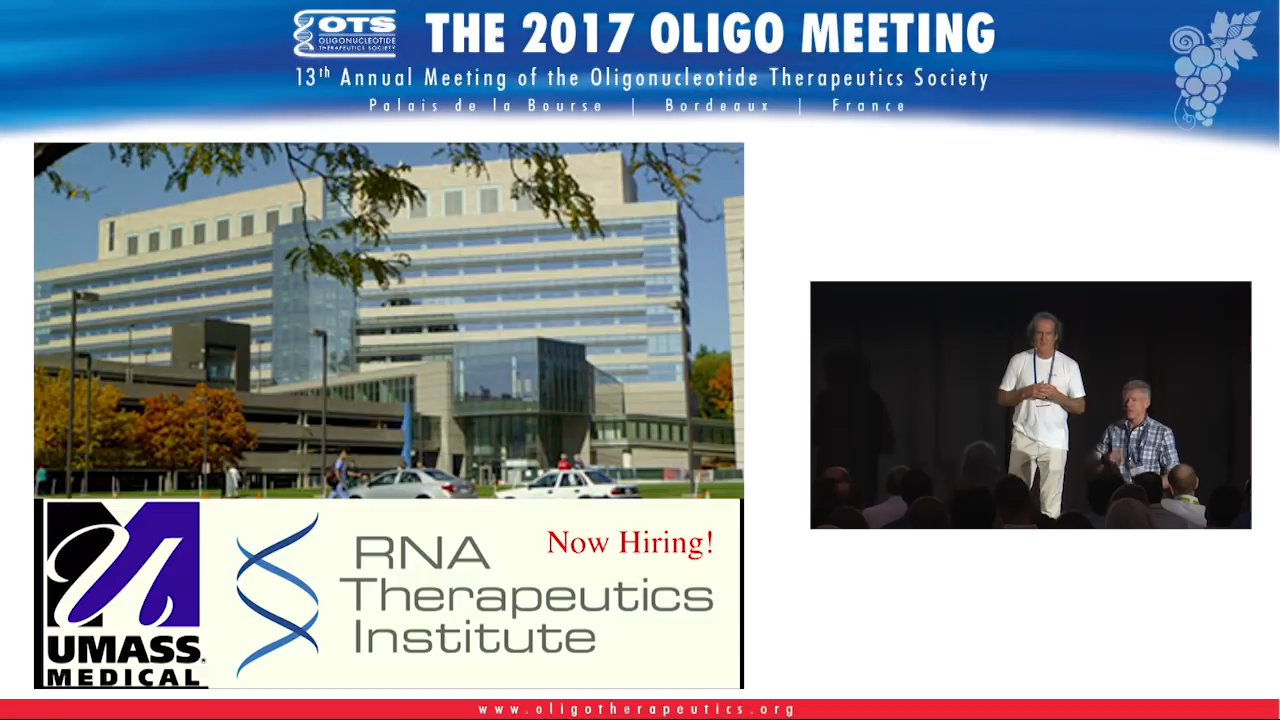 OTS
OLIGONUCLEOTIDE
THERAPEUTICS SOCIETY
THE 2017 OLIGO MEETING
13th Annual Meeting of the Oligonucleotide Therapeutics Society
Palais de la Bourse | Bordeaux | France
Now Hiring!
RNA
Therapeutics
Institute
UMASS
MEDICAL
www.oligotherapeutics.org